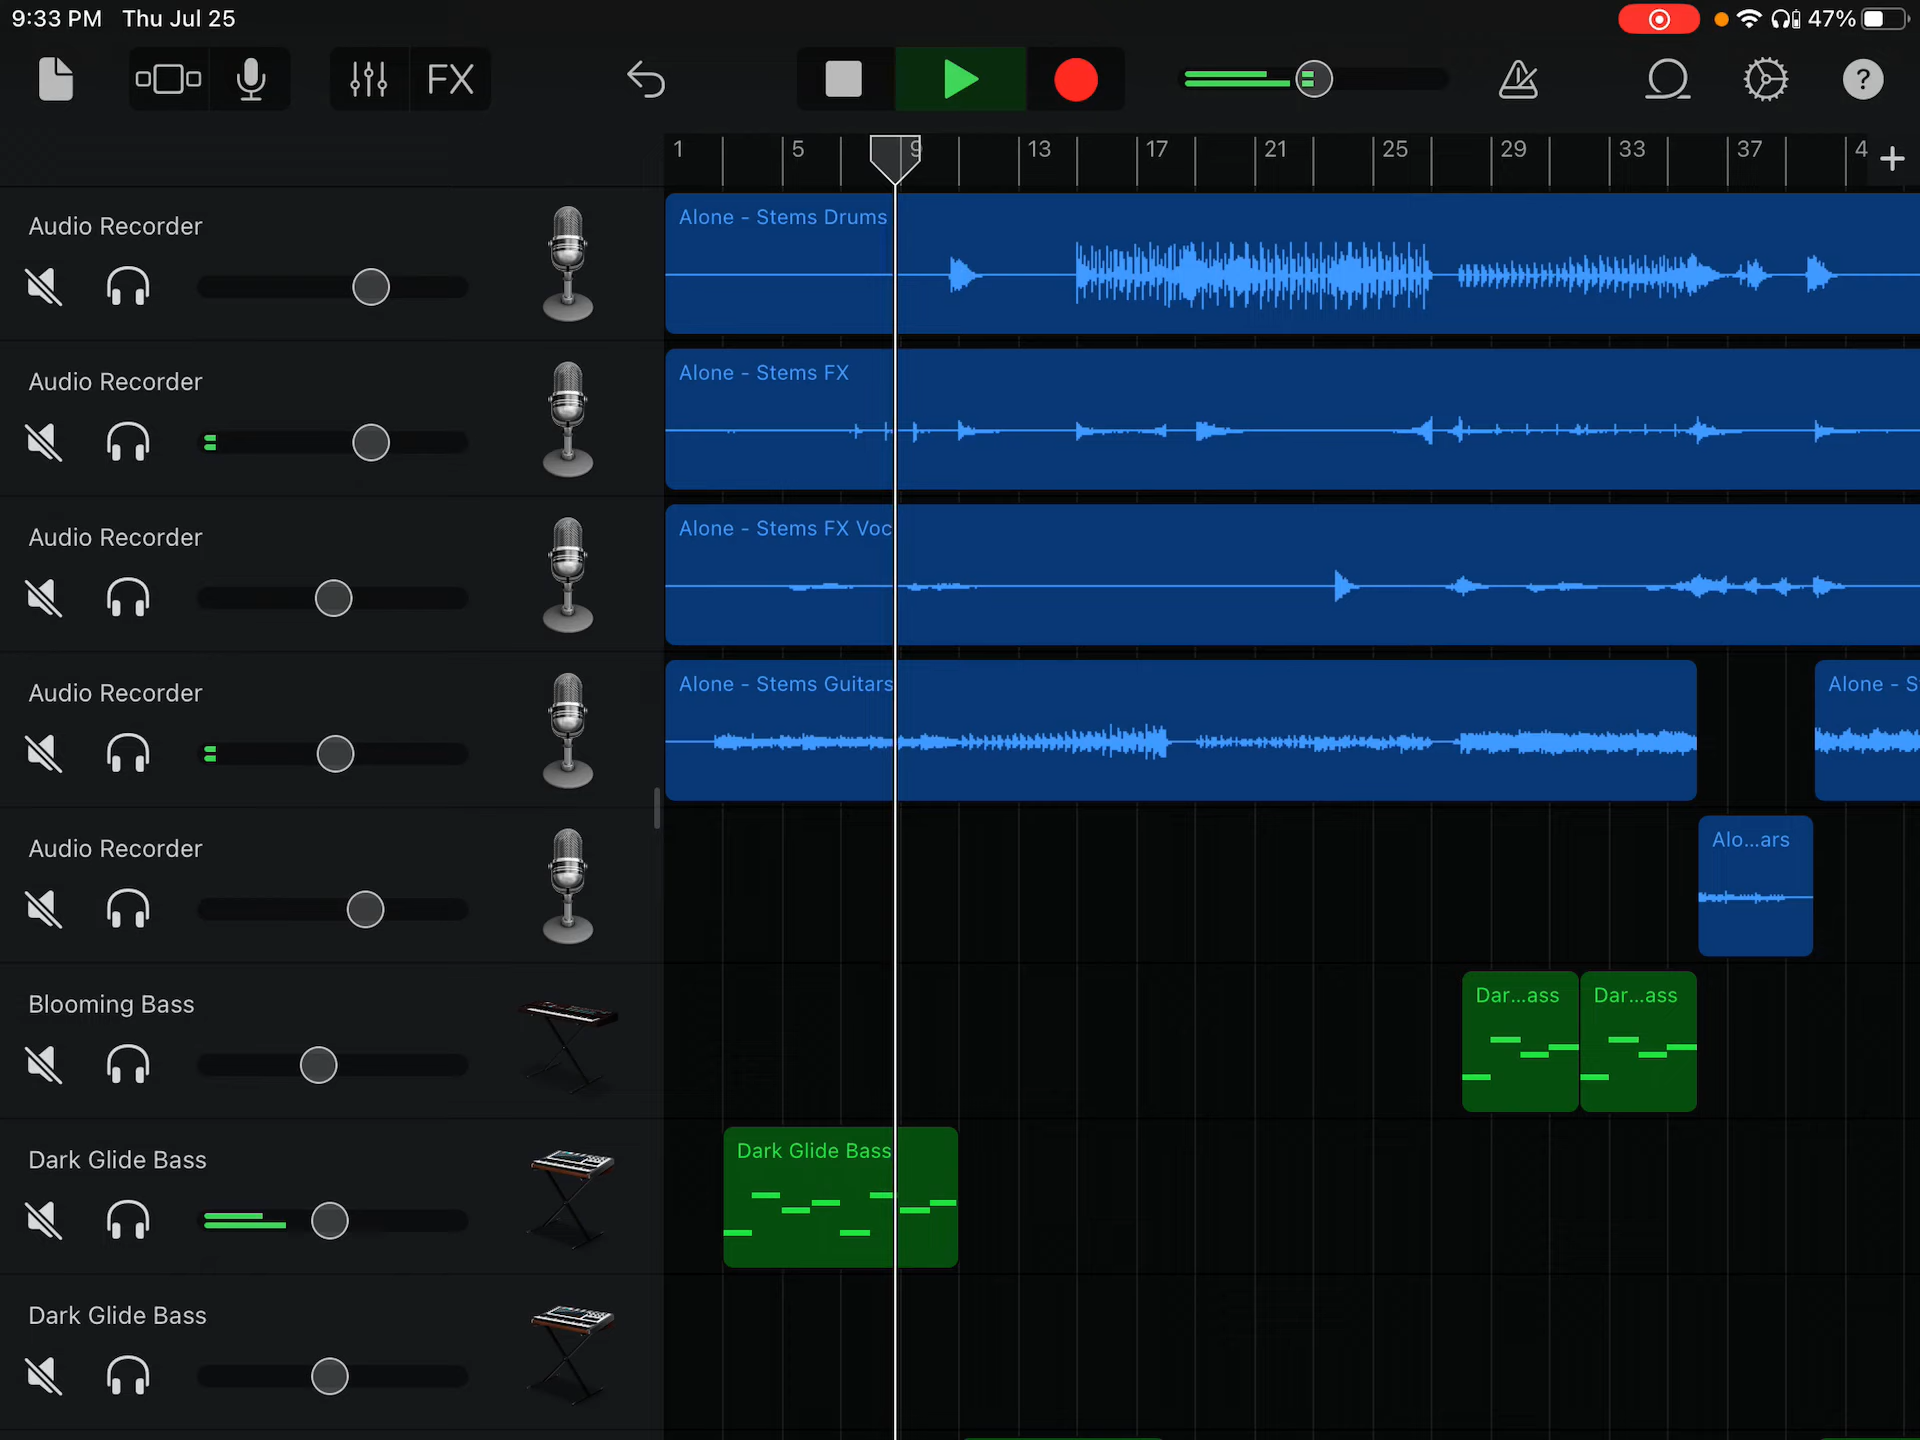 9:33 PM Thu Jul 25
47%
FX
?
1 5 9 13 17 21 25 29 33 37 4
Audio Recorder
Alone - Stems Drums
Audio Recorder
Alone - Stems FX
Audio Recorder
Alone - Stems FX Voc
Audio Recorder
Alone - Stems Guitars
Alone - S
Audio Recorder
Alo...ars
Blooming Bass
Dar...ass
Dar...ass
Dark Glide Bass
Dark Glide Bass
Dark Glide Bass